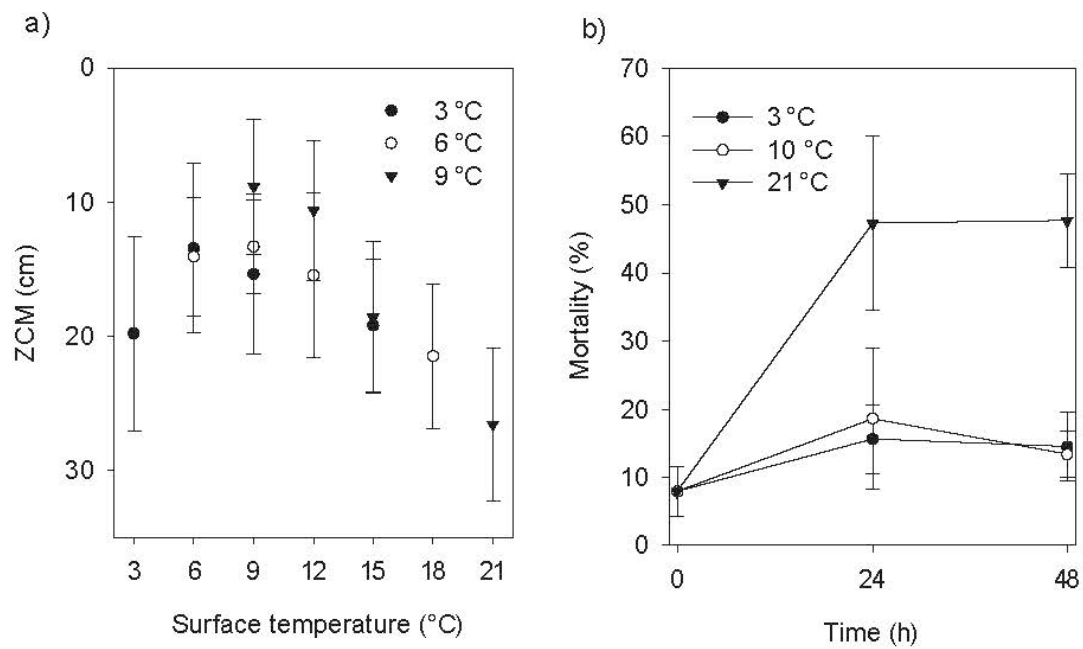 a)
0
10
20
30
ZCM (cm)
3 °C
6 °C
9 °C
3 6 9 12 15 18 21
Surface temperature (°C)
b)
70
60
50
40
30
20
10
0
Mortality (%)
3 °C
10 °C
21 °C
0 24 48
Time (h)